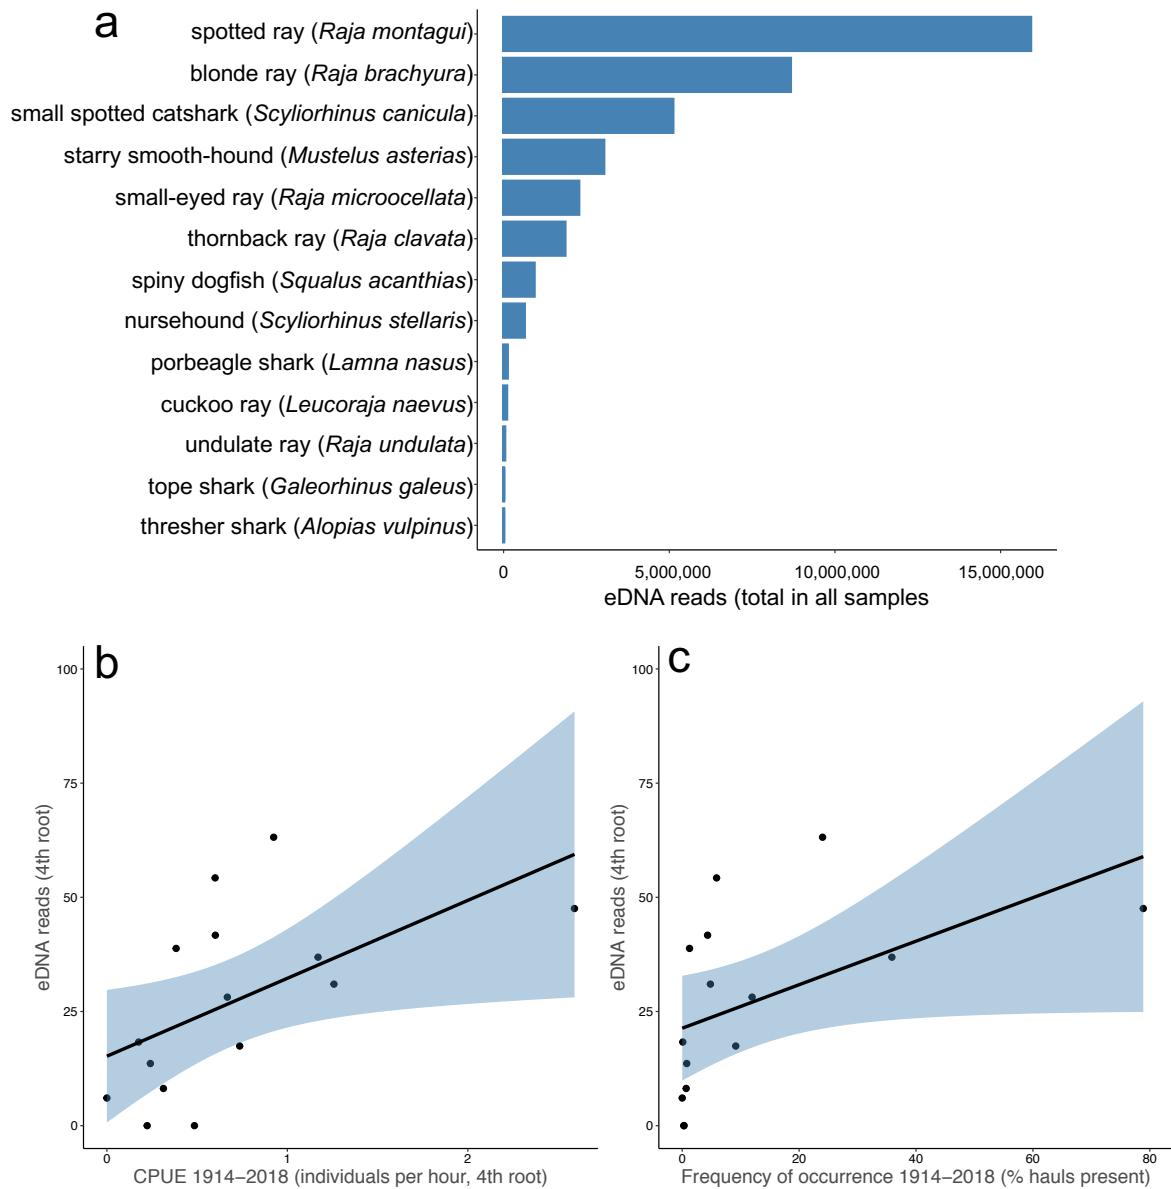 a
spotted ray (Raja montagui)
blonde ray (Raja brachyura)
small spotted catshark (Scyliorhinus canicula)
starry smooth-hound (Mustelus asterias)
small-eyed ray (Raja microocellata)
thornback ray (Raja clavata)
spiny dogfish (Squalus acanthias)
nursehound (Scyliorhinus stellaris)
porbeagle shark (Lamna nasus)
cuckoo ray (Leucoraja naevus)
undulate ray (Raja undulata)
tope shark (Galeorhinus galeus)
thresher shark (Alopias vulpinus)
0 5,000,000 10,000,000 15,000,000
eDNA reads (total in all samples
b
100
75
50
25
0
eDNA reads (4th root)
0 1 2
CPUE 1914–2018 (individuals per hour, 4th root)
c
100
75
50
25
0
eDNA reads (4th root)
0 20 40 60 80
Frequency of occurrence 1914–2018 (% hauls present)